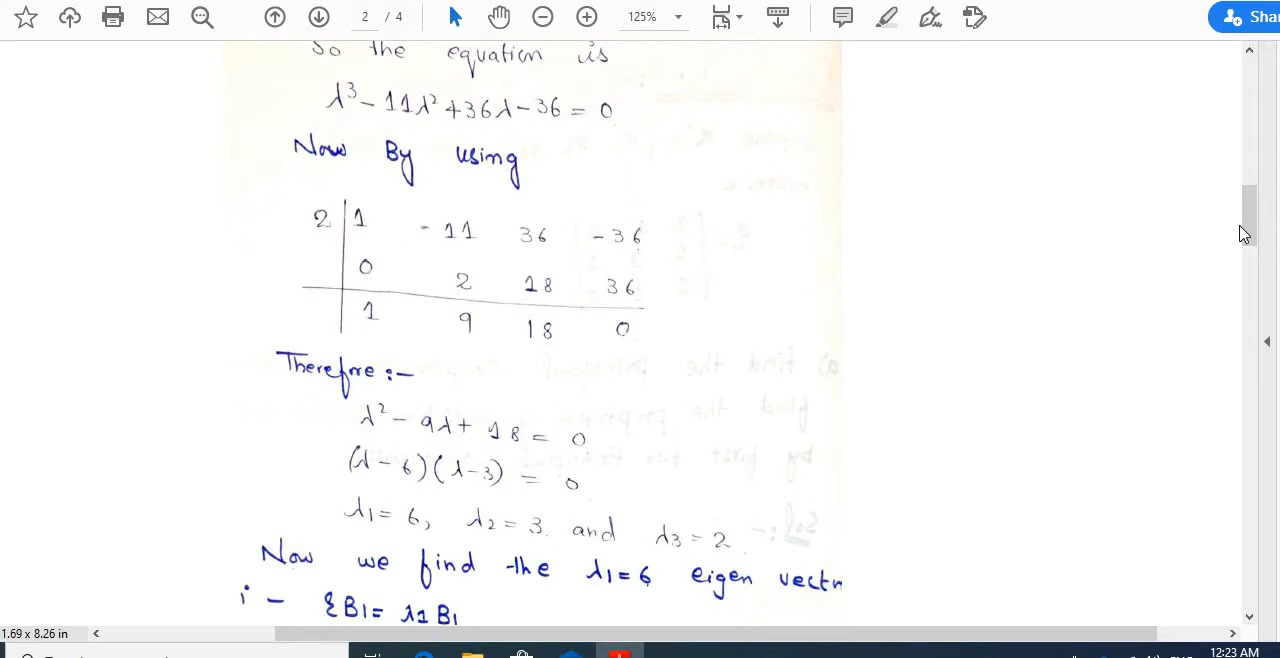 2 / 4
125%
Shar
So the equation is
λ³ - 11λ² + 36λ - 36 = 0
Now By using
2 | 1 - 11 36 - 36
0 2 18 36
1 9 18 0
Therefore :-
λ² - 9λ + 18 = 0
(λ - 6) (λ - 3) = 0
λ1 = 6, λ2 = 3. and λ3 = 2
Now we find the λ1 = 6 eigen vectr
i - ΣB1 = λ1 B1
1.69 x 8.26 in
12:23 AM